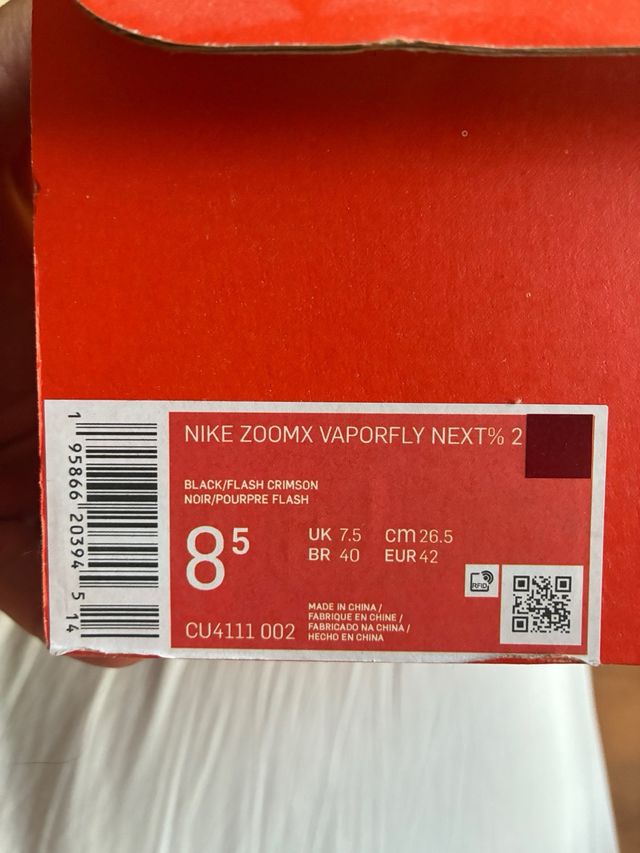 NIKE ZOOMX VAPORFLY NEXT% 2
BLACK/FLASH CRIMSON
NOIR/POURPRE FLASH
8 5
UK 7.5 CM 26.5
BR 40 EUR 42
RFID
CU4111 002
MADE IN CHINA /
FABRIQUE EN CHINE /
FABRICADO NA CHINA /
HECHO EN CHINA
1 95866 20394 5 14